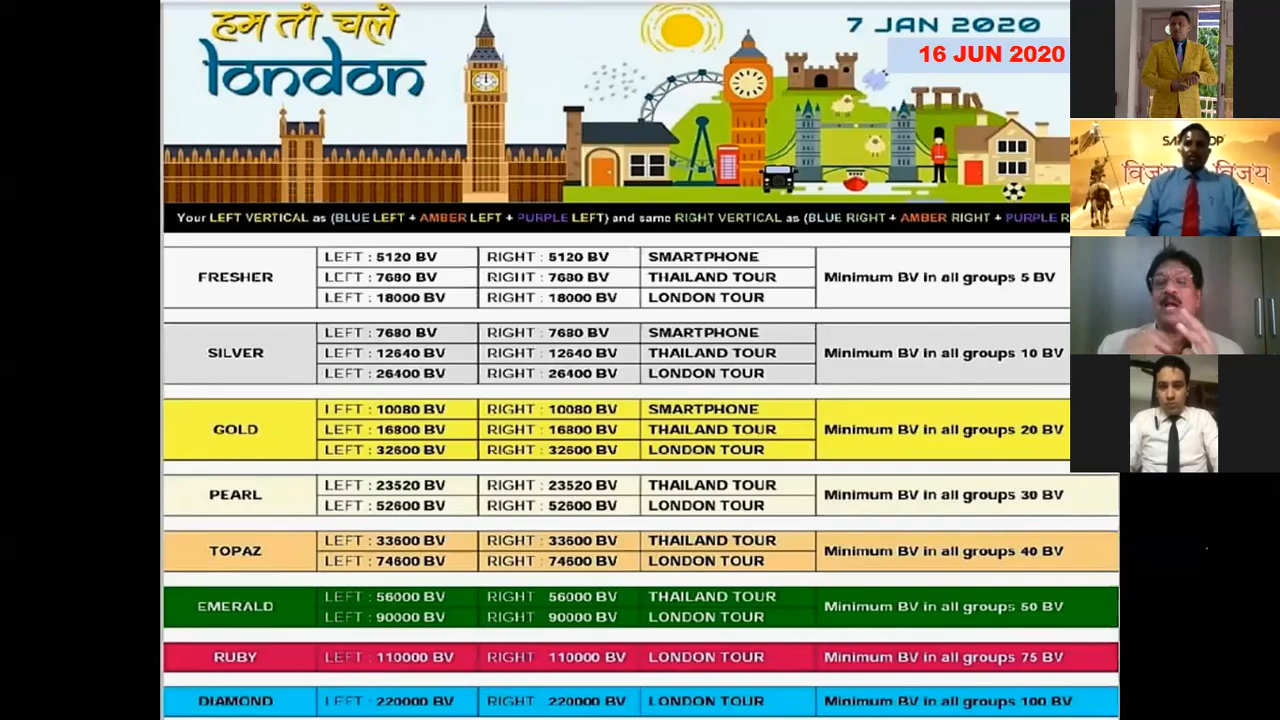 हम तो चले
london
7 JAN 2020
16 JUN 2020
Your LEFT VERTICAL as (BLUE LEFT + AMBER LEFT + PURPLE LEFT) and same RIGHT VERTICAL as (BLUE RIGHT + AMBER RIGHT + PURPLE R
FRESHER
LEFT : 5120 BV RIGHT : 5120 BV SMARTPHONE
LEFT : 7680 BV RIGHT : 7680 BV THAILAND TOUR
LEFT : 18000 BV RIGHT : 18000 BV LONDON TOUR
Minimum BV in all groups 5 BV
SILVER
LEFT : 7680 BV RIGHT : 7680 BV SMARTPHONE
LEFT : 12640 BV RIGHT : 12640 BV THAILAND TOUR
LEFT : 26400 BV RIGHT : 26400 BV LONDON TOUR
Minimum BV in all groups 10 BV
GOLD
LEFT : 10080 BV RIGHT : 10080 BV SMARTPHONE
LEFT : 16800 BV RIGHT : 16800 BV THAILAND TOUR
LEFT : 32600 BV RIGHT : 32600 BV LONDON TOUR
Minimum BV in all groups 20 BV
PEARL
LEFT : 23520 BV RIGHT : 23520 BV THAILAND TOUR
LEFT : 52600 BV RIGHT : 52600 BV LONDON TOUR
Minimum BV in all groups 30 BV
TOPAZ
LEFT : 33600 BV RIGHT : 33600 BV THAILAND TOUR
LEFT : 74600 BV RIGHT : 74600 BV LONDON TOUR
Minimum BV in all groups 40 BV
EMERALD
LEFT : 56000 BV RIGHT 56000 BV THAILAND TOUR
LEFT : 90000 BV RIGHT 90000 BV LONDON TOUR
Minimum BV in all groups 50 BV
RUBY
LEFT : 110000 BV RIGHT 110000 BV LONDON TOUR
Minimum BV in all groups 75 BV
DIAMOND
LEFT : 220000 BV RIGHT : 220000 BV LONDON TOUR
Minimum BV in all groups 100 BV